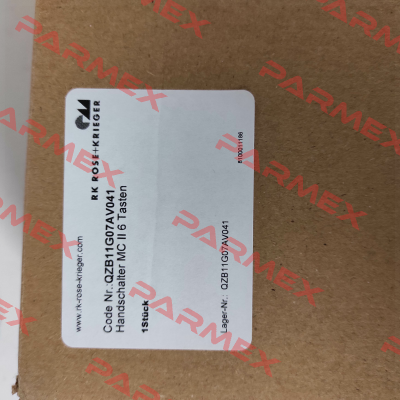 RK ROSE+KRIEGER
www.rk-rose-krieger.com
Code Nr.:QZB11G07AV041
Handschalter MC II 6 Tasten
1Stück
Lager-Nr.: QZB11G07AV041
PARMEX
PARMEX
PARMEX
PARMEX
PARMEX
PARMEX